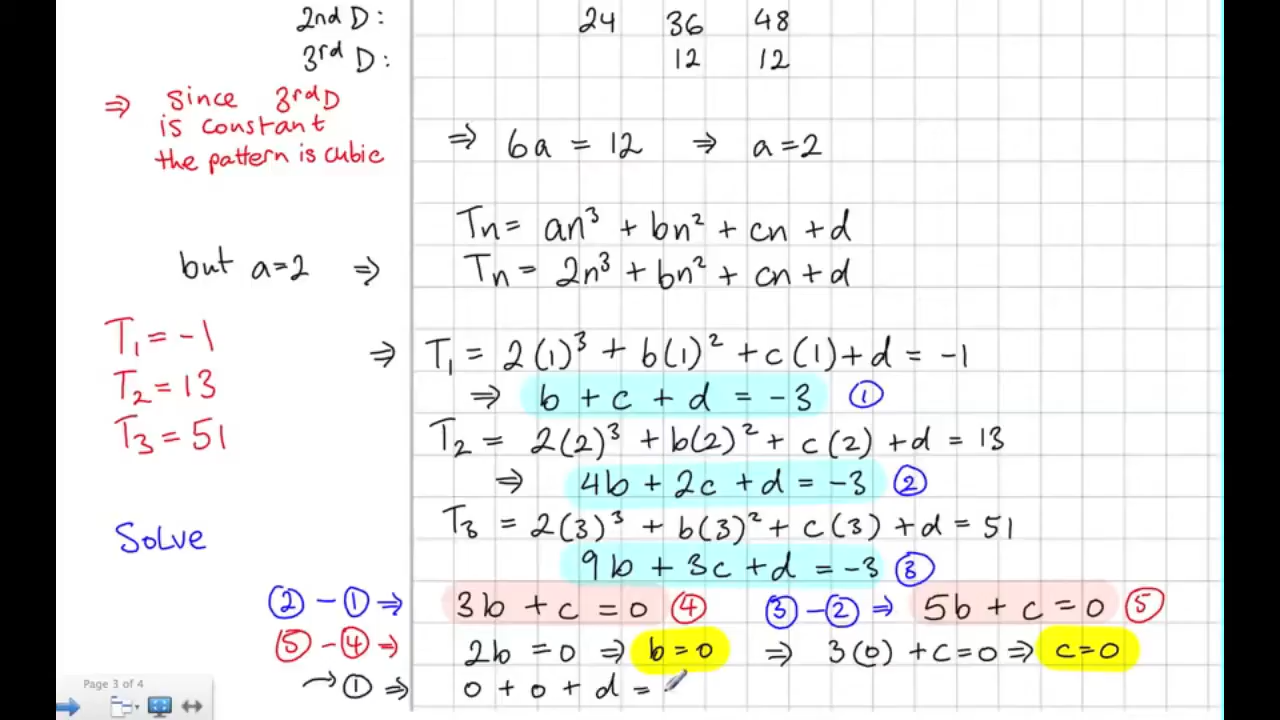 2nd D: 24 36 48
3rd D: 12 12
⇒ since 3rd D
is constant
the pattern is cubic
⇒ 6a = 12 ⇒ a=2
Tn = an³ + bn² + cn + d
but a=2 ⇒ Tn = 2n³ + bn² + cn + d
T₁ = -1
T₂ = 13
T₃ = 51
⇒ T₁ = 2(1)³ + b(1)² + c(1) + d = -1
⇒ b + c + d = -3 ①
T₂ = 2(2)³ + b(2)² + c(2) + d = 13
⇒ 4b + 2c + d = -3 ②
T₃ = 2(3)³ + b(3)² + c(3) + d = 51
9b + 3c + d = -3 ③
Solve
② - ① ⇒ 3b + c = 0 ④ ③ - ② ⇒ 5b + c = 0 ⑤
⑤ - ④ ⇒ 2b = 0 ⇒ b = 0 ⇒ 3(0) + c = 0 ⇒ c = 0
→ ① ⇒ 0 + 0 + d =
Page 3 of 4